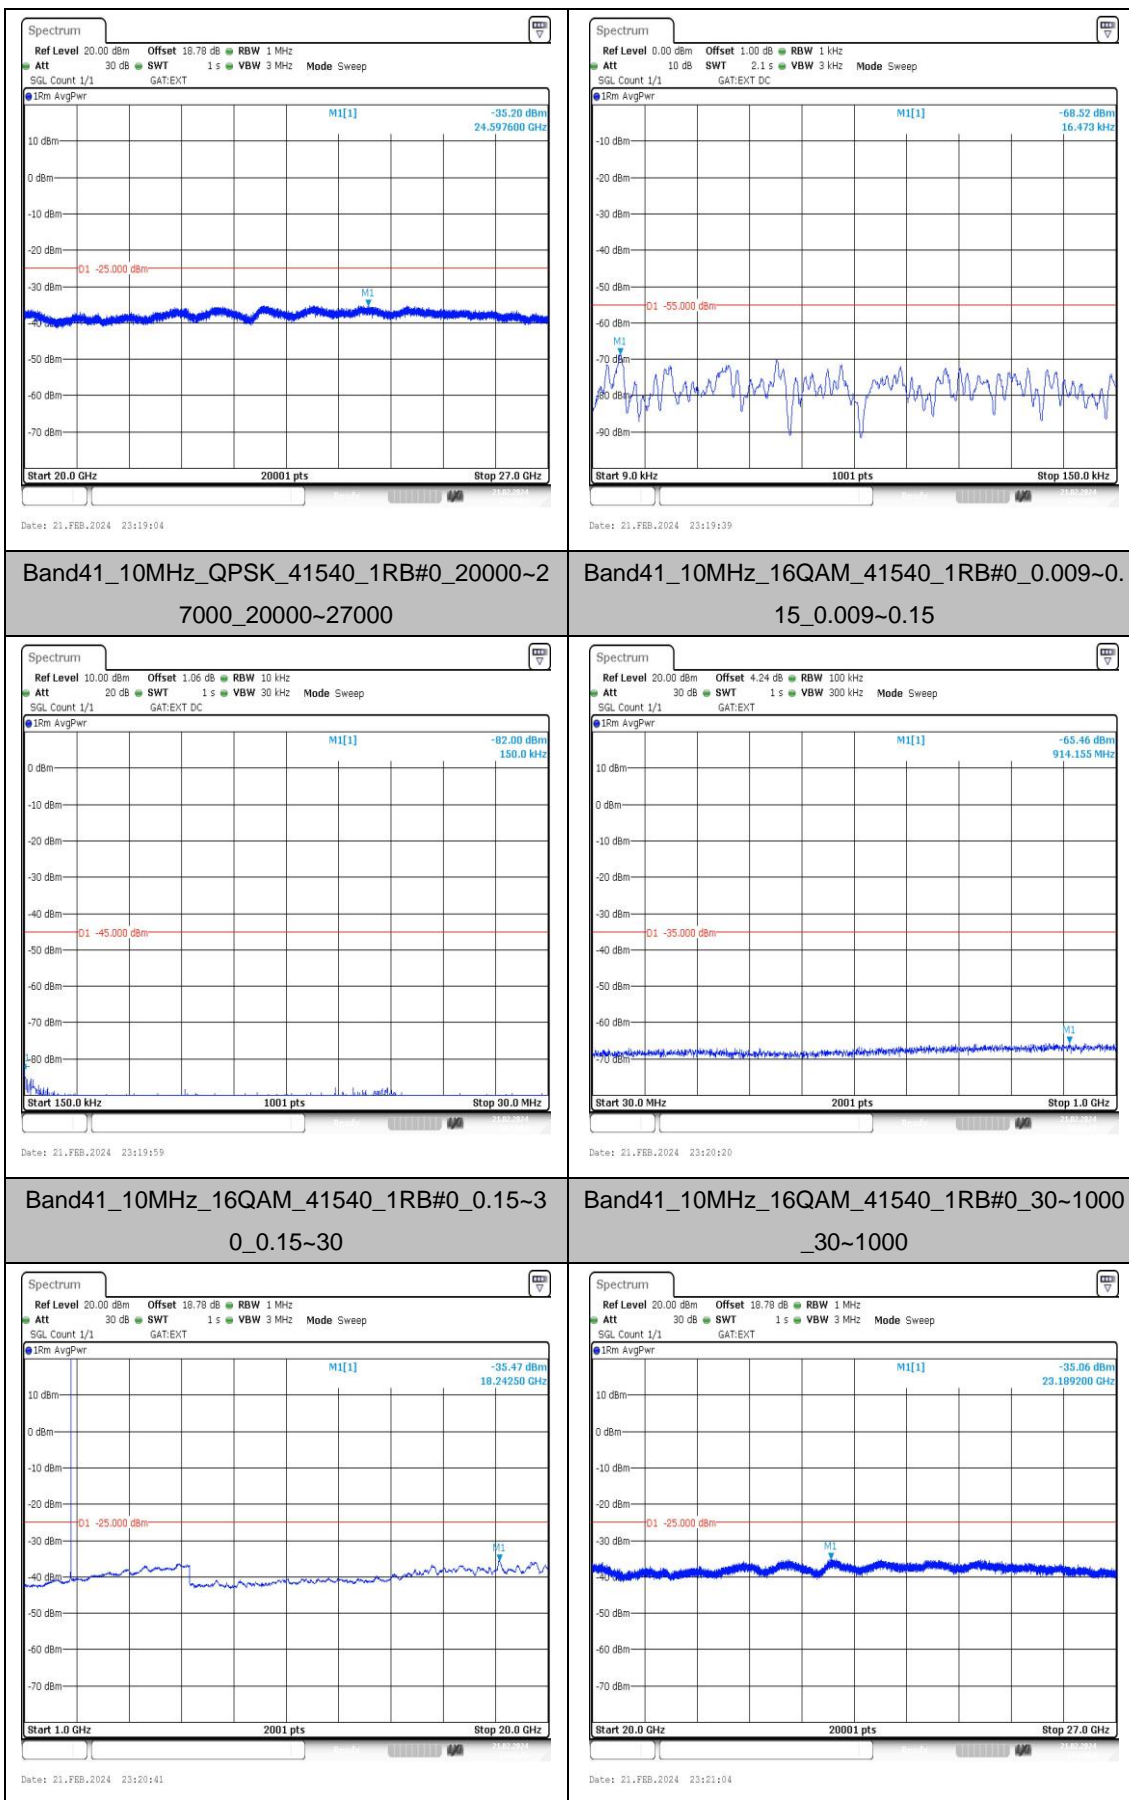 Spectrum
Ref Level 20.00 dBm Offset 18.78 dB RBW 1 MHz
Att 30 dB SWT 1 s VBW 3 MHz Mode Sweep
SGL Count 1/1 GAT:EXT
1Rm AvgPwr
M1[1] -35.20 dBm
24.597600 GHz
10 dBm
0 dBm
-10 dBm
-20 dBm
D1 -25.000 dBm
-30 dBm
M1
-40 dBm
-50 dBm
-60 dBm
-70 dBm
Start 20.0 GHz 20001 pts Stop 27.0 GHz
Date: 21.FEB.2024 23:19:04
Spectrum
Ref Level 0.00 dBm Offset 1.00 dB RBW 1 kHz
Att 10 dB SWT 2.1 s VBW 3 kHz Mode Sweep
SGL Count 1/1 GAT:EXT DC
1Rm AvgPwr
M1[1] -68.52 dBm
16.473 kHz
-10 dBm
-20 dBm
-30 dBm
-40 dBm
-50 dBm
D1 -55.000 dBm
-60 dBm
M1
-70 dBm
-80 dBm
-90 dBm
Start 9.0 kHz 1001 pts Stop 150.0 kHz
Date: 21.FEB.2024 23:19:39
Band41_10MHz_QPSK_41540_1RB#0_20000~2
7000_20000~27000
Band41_10MHz_16QAM_41540_1RB#0_0.009~0.
15_0.009~0.15
Spectrum
Ref Level 10.00 dBm Offset 1.06 dB RBW 10 kHz
Att 20 dB SWT 1 s VBW 30 kHz Mode Sweep
SGL Count 1/1 GAT:EXT DC
1Rm AvgPwr
M1[1] -82.00 dBm
150.0 kHz
0 dBm
-10 dBm
-20 dBm
-30 dBm
-40 dBm
D1 -45.000 dBm
-50 dBm
-60 dBm
-70 dBm
-80 dBm
Start 150.0 kHz 1001 pts Stop 30.0 MHz
Date: 21.FEB.2024 23:19:59
Spectrum
Ref Level 20.00 dBm Offset 4.24 dB RBW 100 kHz
Att 30 dB SWT 1 s VBW 300 kHz Mode Sweep
SGL Count 1/1 GAT:EXT
1Rm AvgPwr
M1[1] -65.46 dBm
914.155 MHz
10 dBm
0 dBm
-10 dBm
-20 dBm
-30 dBm
D1 -35.000 dBm
-40 dBm
-50 dBm
-60 dBm
M1
-70 dBm
Start 30.0 MHz 2001 pts Stop 1.0 GHz
Date: 21.FEB.2024 23:20:20
Band41_10MHz_16QAM_41540_1RB#0_0.15~3
0_0.15~30
Band41_10MHz_16QAM_41540_1RB#0_30~1000
_30~1000
Spectrum
Ref Level 20.00 dBm Offset 18.78 dB RBW 1 MHz
Att 30 dB SWT 1 s VBW 3 MHz Mode Sweep
SGL Count 1/1 GAT:EXT
1Rm AvgPwr
M1[1] -35.47 dBm
18.24250 GHz
10 dBm
0 dBm
-10 dBm
-20 dBm
D1 -25.000 dBm
-30 dBm
M1
-40 dBm
-50 dBm
-60 dBm
-70 dBm
Start 1.0 GHz 2001 pts Stop 20.0 GHz
Date: 21.FEB.2024 23:20:41
Spectrum
Ref Level 20.00 dBm Offset 18.78 dB RBW 1 MHz
Att 30 dB SWT 1 s VBW 3 MHz Mode Sweep
SGL Count 1/1 GAT:EXT
1Rm AvgPwr
M1[1] -35.06 dBm
23.189200 GHz
10 dBm
0 dBm
-10 dBm
-20 dBm
D1 -25.000 dBm
-30 dBm
M1
-40 dBm
-50 dBm
-60 dBm
-70 dBm
Start 20.0 GHz 20001 pts Stop 27.0 GHz
Date: 21.FEB.2024 23:21:04